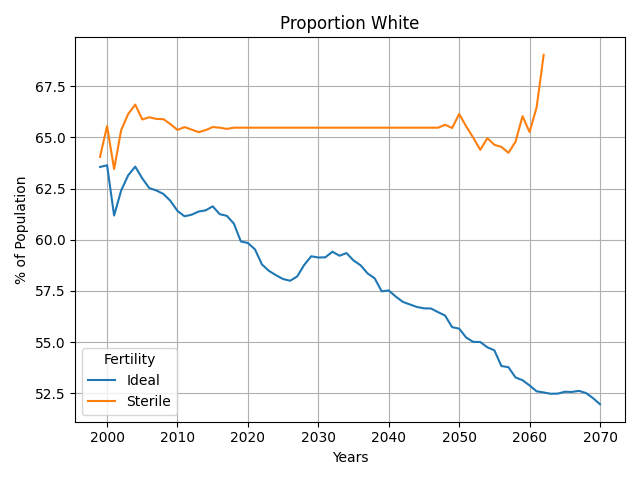 Proportion White
% of Population
67.5
65.0
62.5
60.0
57.5
55.0
52.5
Fertility
Ideal
Sterile
2000 2010 2020 2030 2040 2050 2060 2070
Years